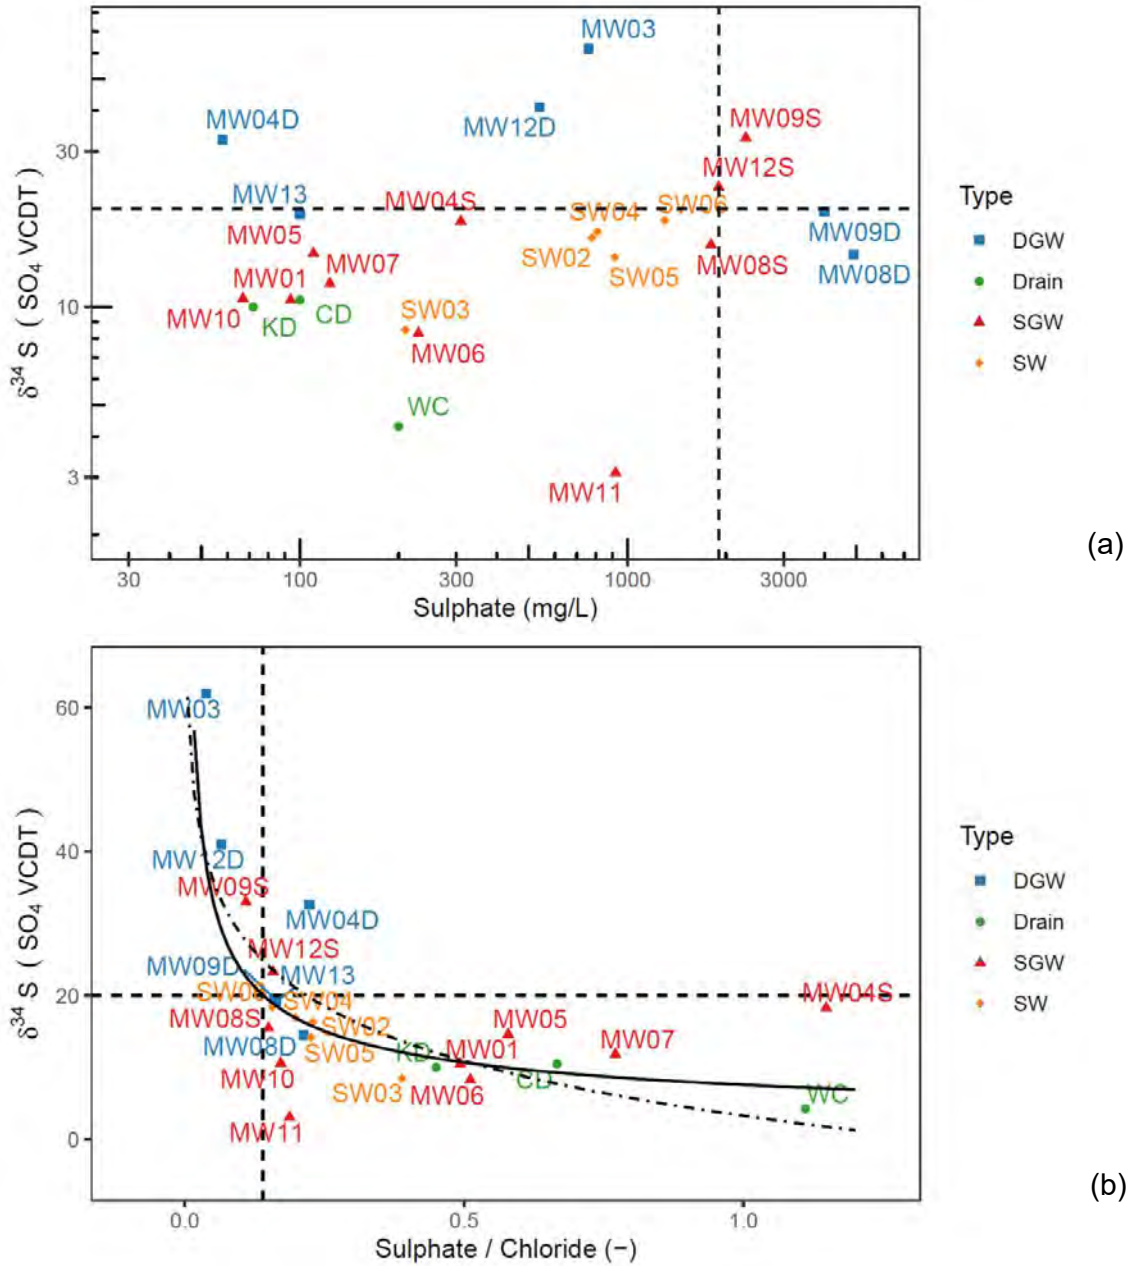 MW03
MW04D
MW12D
MW09S
MW12S
MW13
MW04S
SW04
SW06
MW05
MW07
SW02
SW05
MW08S
MW09D
MW08D
MW01
MW10
KD
CD
SW03
MW06
WC
MW11
30
10
3
δ34 S ( SO4 VCDT )
30
100
300
1000
3000
Sulphate (mg/L)
Type
DGW
Drain
SGW
SW
(a)
MW03
MW12D
MW09S
MW04D
MW12S
MW09D
MW13
SW04
MW04S
MW08S
SW02
MW05
MW08D
SW05
KD
MW01
MW07
MW10
SW03
MW06
CD
WC
MW11
60
40
20
0
δ34 S ( SO4 VCDT )
0.0
0.5
1.0
Sulphate / Chloride (−)
Type
DGW
Drain
SGW
SW
(b)